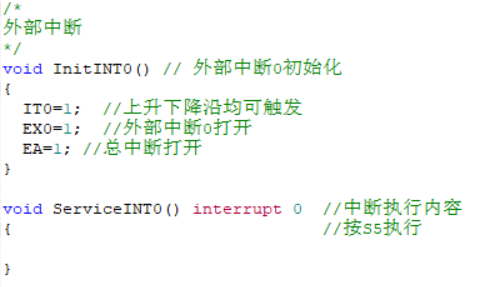 /*
外部中断
*/
void InitINT0() // 外部中断0初始化
{
  IT0=1;  //上升下降沿均可触发
  EX0=1;  //外部中断0打开
  EA=1; //总中断打开
}
void ServiceINT0() interrupt 0  //中断执行内容
{                               //按S5执行
}